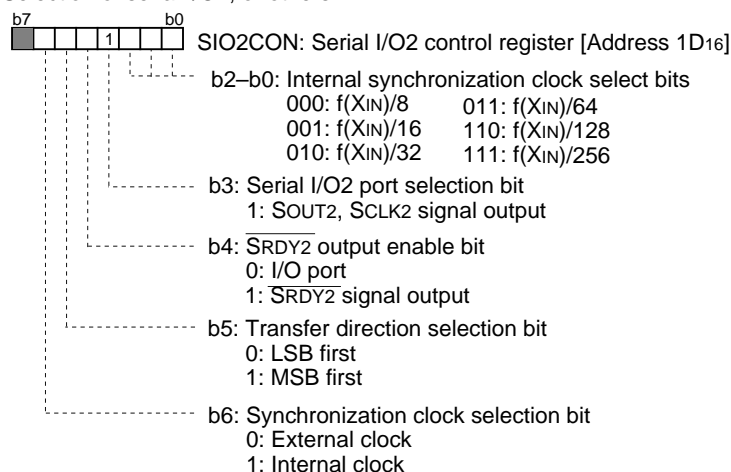 b7 b0
1 SIO2CON: Serial I/O2 control register [Address 1D16]
b2–b0: Internal synchronization clock select bits
000: f(XIN)/8 011: f(XIN)/64
001: f(XIN)/16 110: f(XIN)/128
010: f(XIN)/32 111: f(XIN)/256
b3: Serial I/O2 port selection bit
1: SOUT2, SCLK2 signal output
b4: SRDY2 output enable bit
0: I/O port
1: SRDY2 signal output
b5: Transfer direction selection bit
0: LSB first
1: MSB first
b6: Synchronization clock selection bit
0: External clock
1: Internal clock